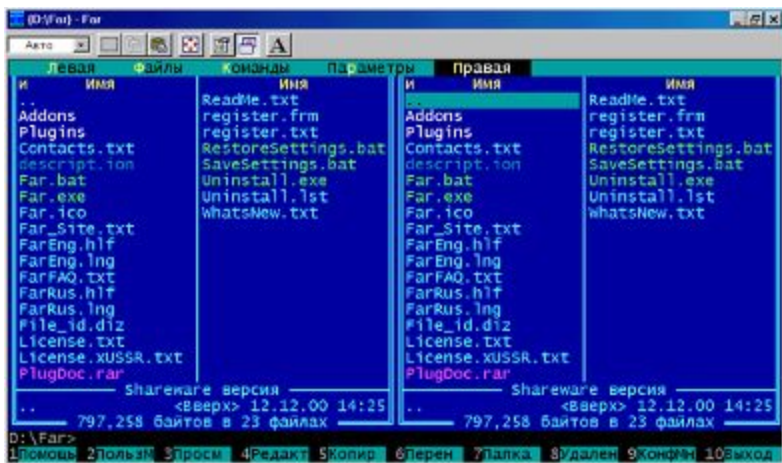 {D:\Far} - Far
Авто
Левая Файлы Команды Параметры Правая
и Имя Имя и Имя Имя
.. ReadMe.txt .. ReadMe.txt
Addons register.frm Addons register.frm
Plugins register.txt Plugins register.txt
Contacts.txt RestoreSettings.bat Contacts.txt RestoreSettings.bat
descript.ion SaveSettings.bat descript.ion SaveSettings.bat
Far.bat Uninstall.exe Far.bat Uninstall.exe
Far.exe Uninstall.lst Far.exe Uninstall.lst
Far.ico WhatsNew.txt Far.ico WhatsNew.txt
Far_Site.txt Far_Site.txt
FarEng.hlf FarEng.hlf
FarEng.lng FarEng.lng
FarFAQ.txt FarFAQ.txt
FarRus.hlf FarRus.hlf
FarRus.lng FarRus.lng
File_id.diz File_id.diz
License.txt License.txt
License.xUSSR.txt License.xUSSR.txt
PlugDoc.rar PlugDoc.rar
Shareware версия Shareware версия
.. <Вверх> 12.12.00 14:25 .. <Вверх> 12.12.00 14:25
797,258 байтов в 23 файлах 797,258 байтов в 23 файлах
D:\Far>
1Помощь 2ПользМ 3Просм 4Редакт 5Копир 6Перен 7Папка 8Удален 9КонфМн 10Выход